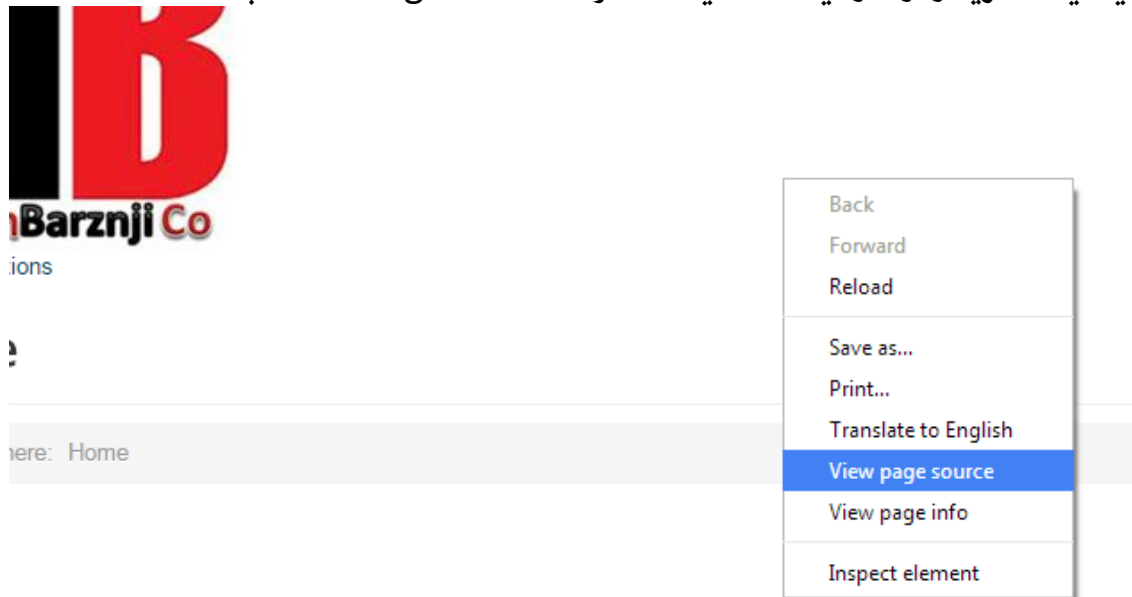 Barznji Co
Back
Forward
ions
Reload
Save as...
Print...
Translate to English
here: Home
View page source
View page info
Inspect element